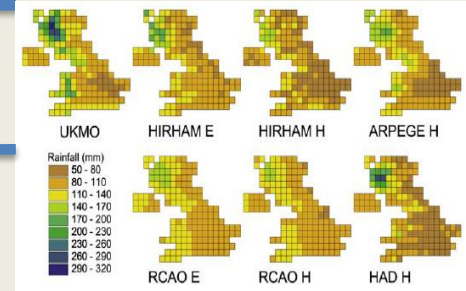 UKMO
HIRHAM E
HIRHAM H
ARPEGE H
Rainfall (mm)
50 - 80
80 - 110
110 - 140
140 - 170
170 - 200
200 - 230
230 - 260
260 - 290
290 - 320
RCAO E
RCAO H
HAD H